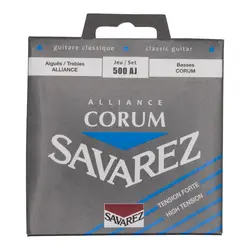 guitare classique
classic guitar
Aiguës / Trebles
ALLIANCE
Jeu / Set
500 AJ
Basses
CORUM
ALLIANCE
CORUM
SAVAREZ
TENSION FORTE
HIGH TENSION
SAVAREZ